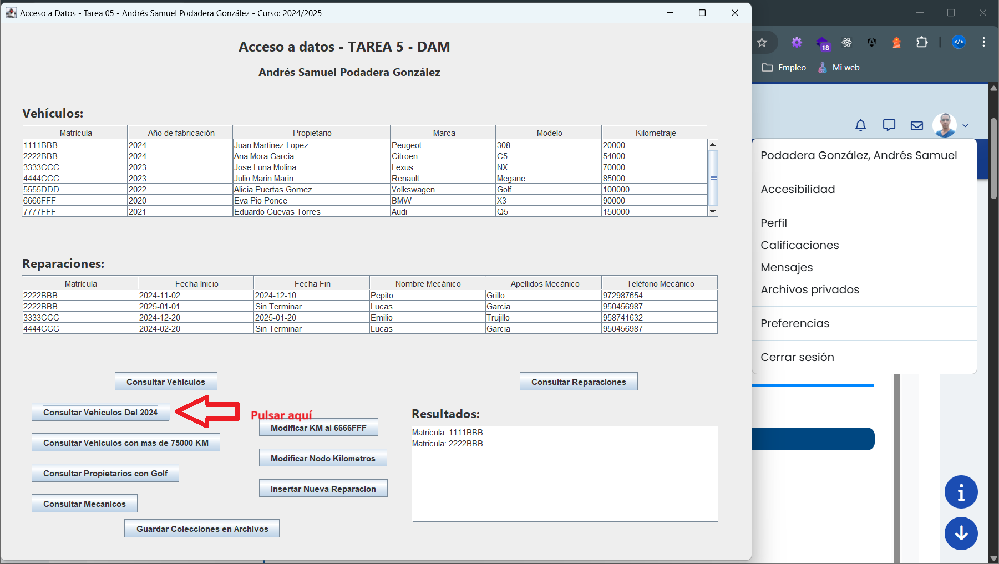 Acceso a Datos - Tarea 05 - Andrés Samuel Podadera González - Curso: 2024/2025
Acceso a datos - TAREA 5 - DAM
Andrés Samuel Podadera González
Vehículos:
Matrícula Año de fabricación Propietario Marca Modelo Kilometraje
1111BBB 2024 Juan Martinez Lopez Peugeot 308 20000
2222BBB 2024 Ana Mora Garcia Citroen C5 54000
3333CCC 2023 Jose Luna Molina Lexus NX 70000
4444CCC 2023 Julio Marin Marin Renault Megane 85000
5555DDD 2022 Alicia Puertas Gomez Volkswagen Golf 100000
6666FFF 2020 Eva Pio Ponce BMW X3 90000
7777FFF 2021 Eduardo Cuevas Torres Audi Q5 150000
Reparaciones:
Matrícula Fecha Inicio Fecha Fin Nombre Mecánico Apellidos Mecánico Teléfono Mecánico
2222BBB 2024-11-02 2024-12-10 Pepito Grillo 972987654
2222BBB 2025-01-01 Sin Terminar Lucas Garcia 950456987
3333CCC 2024-12-20 2025-01-20 Emilio Trujillo 958741632
4444CCC 2024-02-20 Sin Terminar Lucas Garcia 950456987
Consultar Vehiculos
Consultar Reparaciones
Consultar Vehiculos Del 2024
Pulsar aquí
Consultar Vehiculos con mas de 75000 KM
Consultar Propietarios con Golf
Consultar Mecanicos
Modificar KM al 6666FFF
Modificar Nodo Kilometros
Insertar Nueva Reparacion
Guardar Colecciones en Archivos
Resultados:
Matrícula: 1111BBB
Matrícula: 2222BBB
18
</>
Empleo
Mi web
Podadera González, Andrés Samuel
Accesibilidad
Perfil
Calificaciones
Mensajes
Archivos privados
Preferencias
Cerrar sesión
i